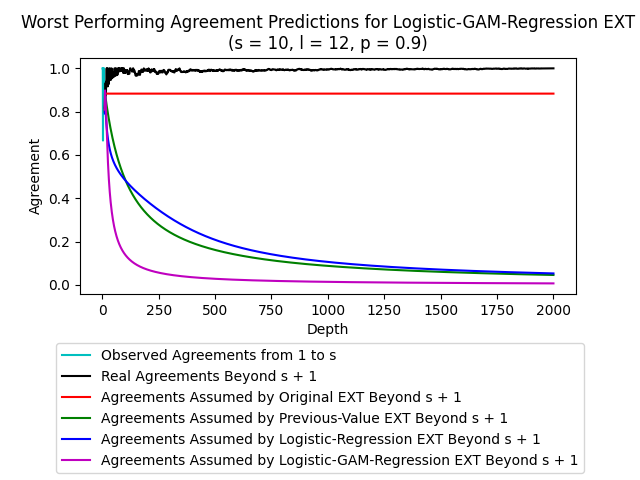 Worst Performing Agreement Predictions for Logistic-GAM-Regression EXT
(s = 10, l = 12, p = 0.9)
1.0
0.8
0.6
0.4
0.2
0.0
Agreement
0 250 500 750 1000 1250 1500 1750 2000
Depth
Observed Agreements from 1 to s
Real Agreements Beyond s + 1
Agreements Assumed by Original EXT Beyond s + 1
Agreements Assumed by Previous-Value EXT Beyond s + 1
Agreements Assumed by Logistic-Regression EXT Beyond s + 1
Agreements Assumed by Logistic-GAM-Regression EXT Beyond s + 1